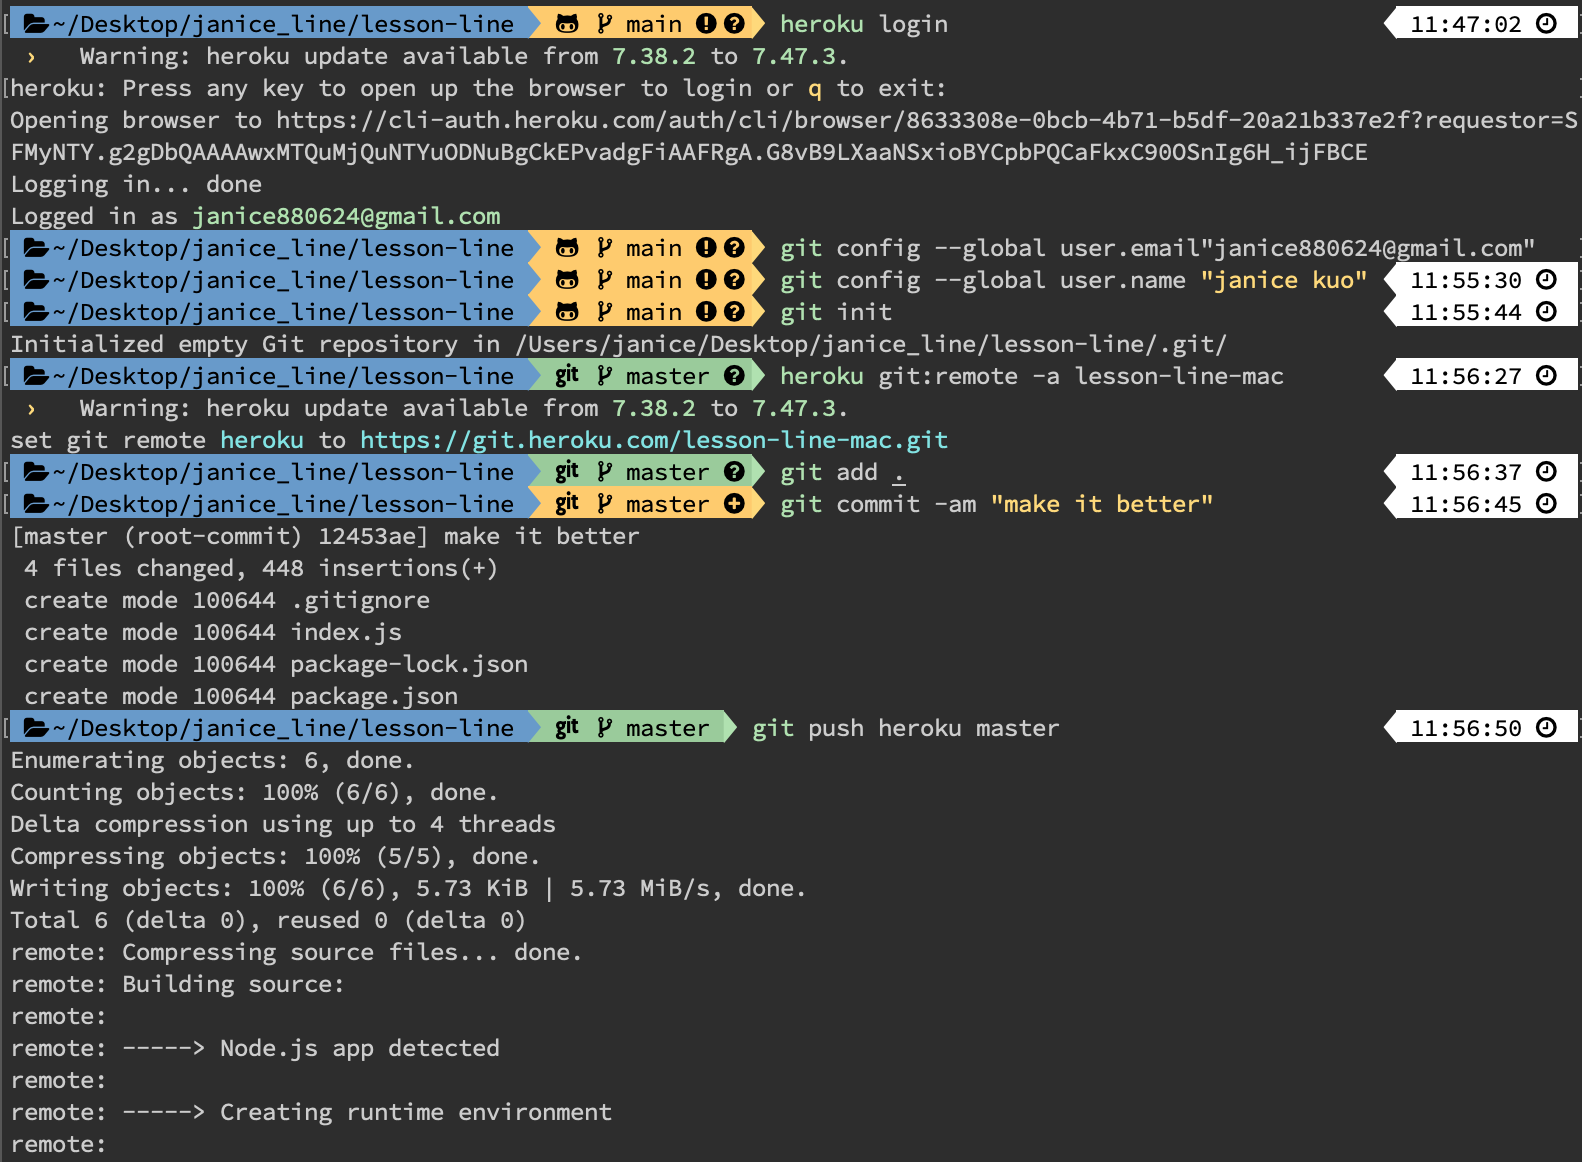 ~/Desktop/janice_line/lesson-line main heroku login 11:47:02
› Warning: heroku update available from 7.38.2 to 7.47.3.
heroku: Press any key to open up the browser to login or q to exit:
Opening browser to https://cli-auth.heroku.com/auth/cli/browser/8633308e-0bcb-4b71-b5df-20a21b337e2f?requestor=S
FMyNTY.g2gDbQAAAAwxMTQuMjQuNTYuODNuBgCkEPvadgFiAAFRgA.G8vB9LXaaNSxioBYCpbPQCaFkxC90OSnIg6H_ijFBCE
Logging in... done
Logged in as janice880624@gmail.com
~/Desktop/janice_line/lesson-line main git config --global user.email"janice880624@gmail.com"
~/Desktop/janice_line/lesson-line main git config --global user.name "janice kuo" 11:55:30
~/Desktop/janice_line/lesson-line main git init 11:55:44
Initialized empty Git repository in /Users/janice/Desktop/janice_line/lesson-line/.git/
~/Desktop/janice_line/lesson-line git master heroku git:remote -a lesson-line-mac 11:56:27
› Warning: heroku update available from 7.38.2 to 7.47.3.
set git remote heroku to https://git.heroku.com/lesson-line-mac.git
~/Desktop/janice_line/lesson-line git master git add . 11:56:37
~/Desktop/janice_line/lesson-line git master git commit -am "make it better" 11:56:45
[master (root-commit) 12453ae] make it better
4 files changed, 448 insertions(+)
create mode 100644 .gitignore
create mode 100644 index.js
create mode 100644 package-lock.json
create mode 100644 package.json
~/Desktop/janice_line/lesson-line git master git push heroku master 11:56:50
Enumerating objects: 6, done.
Counting objects: 100% (6/6), done.
Delta compression using up to 4 threads
Compressing objects: 100% (5/5), done.
Writing objects: 100% (6/6), 5.73 KiB | 5.73 MiB/s, done.
Total 6 (delta 0), reused 0 (delta 0)
remote: Compressing source files... done.
remote: Building source:
remote:
remote: -----> Node.js app detected
remote:
remote: -----> Creating runtime environment
remote: